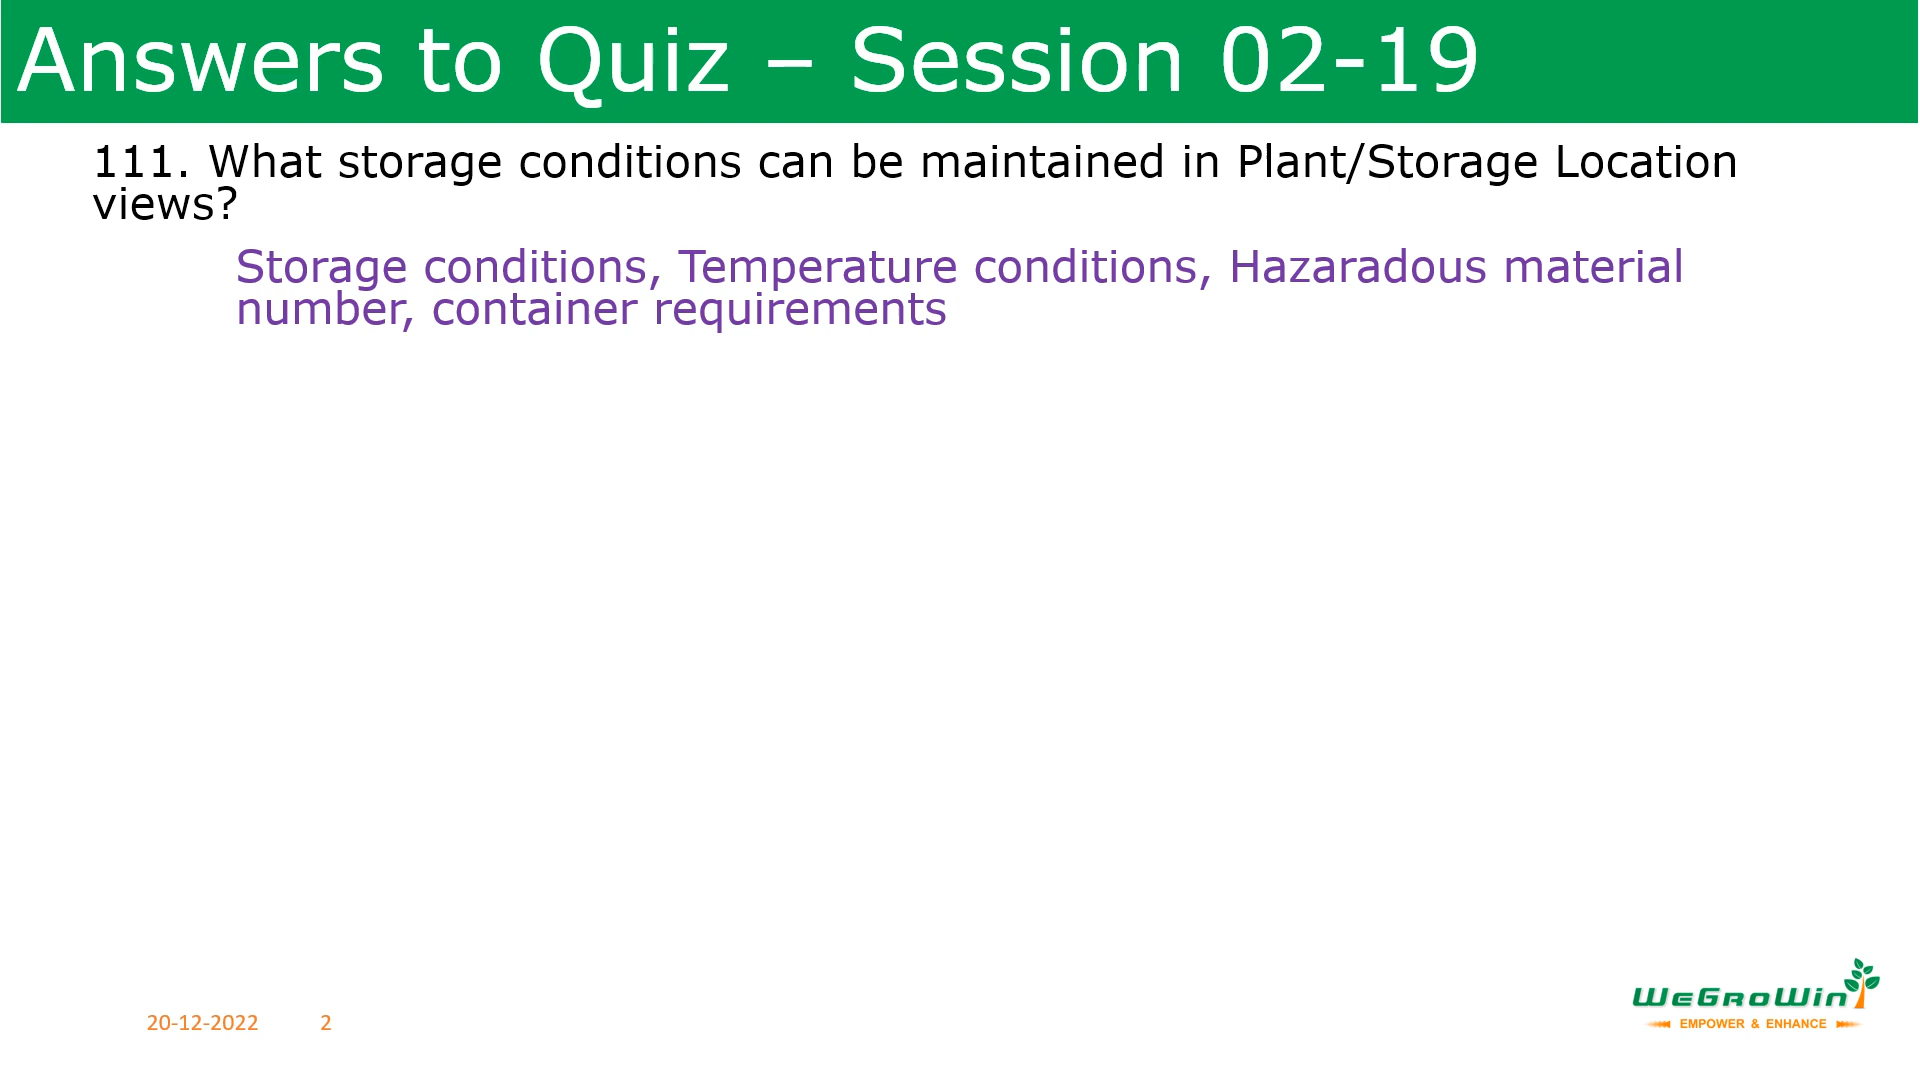 Answers to Quiz – Session 02-19
111. What storage conditions can be maintained in Plant/Storage Location
views?
Storage conditions, Temperature conditions, Hazaradous material
number, container requirements
20-12-2022 2
WeGroWin
EMPOWER & ENHANCE